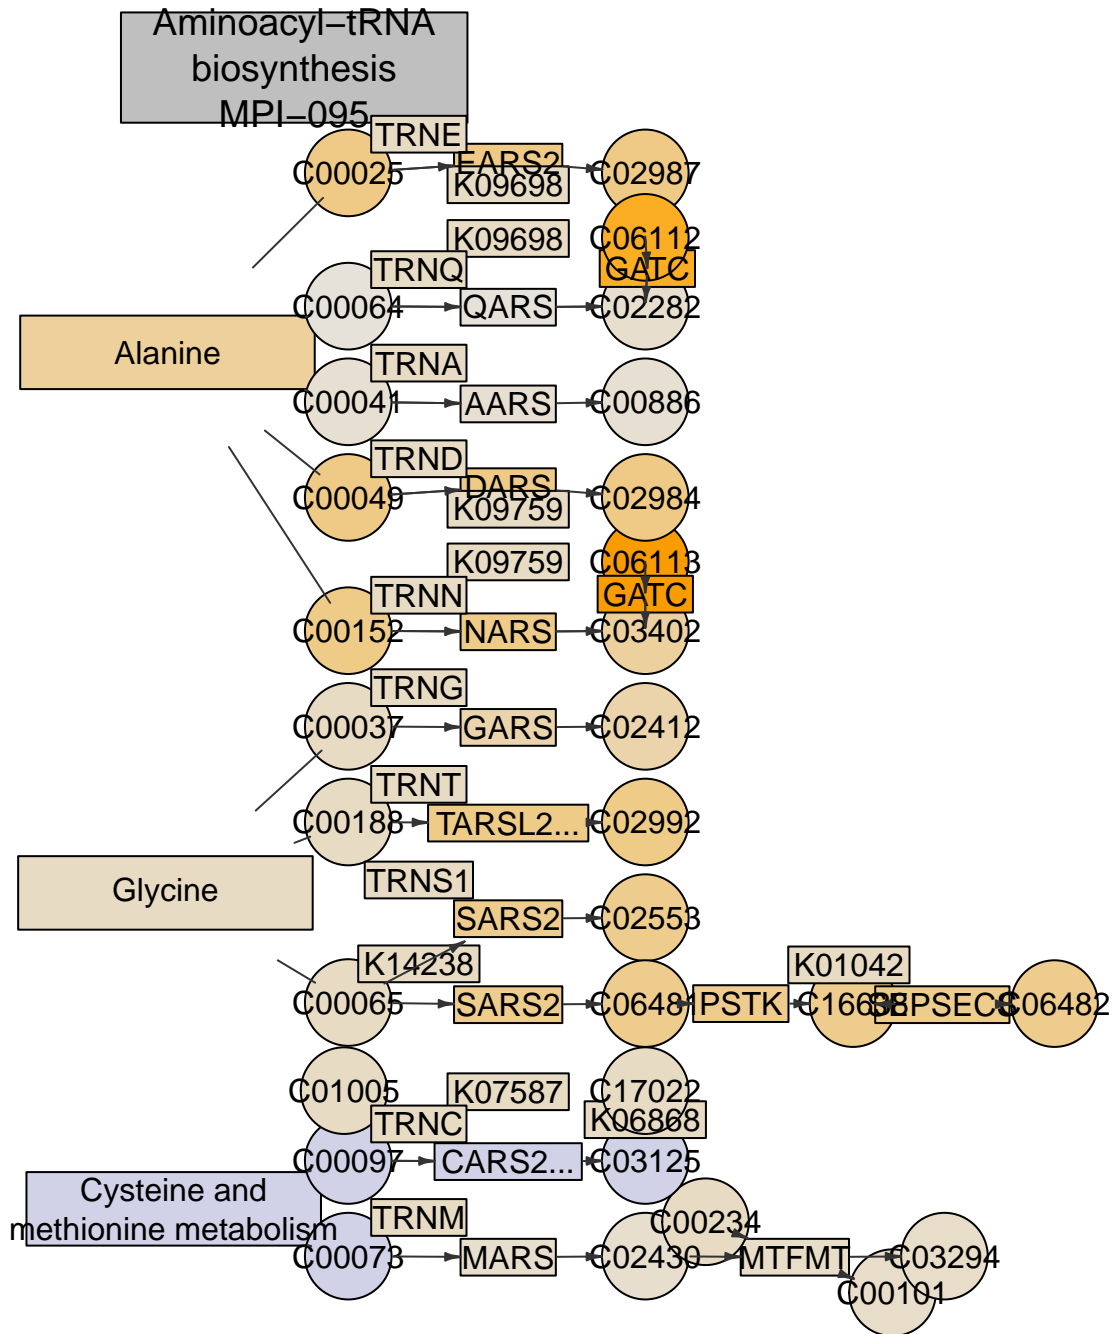 Aminoacyl−tRNA
biosynthesis
MPI−095
TRNE
C00025
EARS2
C02987
K09698
K09698
C06112
TRNQ
GATC
C00064
QARS
C02282
Alanine
TRNA
C00041
AARS
C00886
TRND
C00049
DARS
C02984
K09759
K09759
C06113
TRNN
GATC
C00152
NARS
C03402
TRNG
C00037
GARS
C02412
TRNT
C00188
TARSL2...
C02992
Glycine
TRNS1
SARS2
C02553
K14238
K01042
C00065
SARS2
C06481
PSTK
C16638
SEPSECS
C06482
C01005
K07587
C17022
TRNC
K06868
C00097
CARS2...
C03125
Cysteine and
methionine metabolism
TRNM
C00234
C00073
MARS
C02430
MTFMT
C03294
C00101